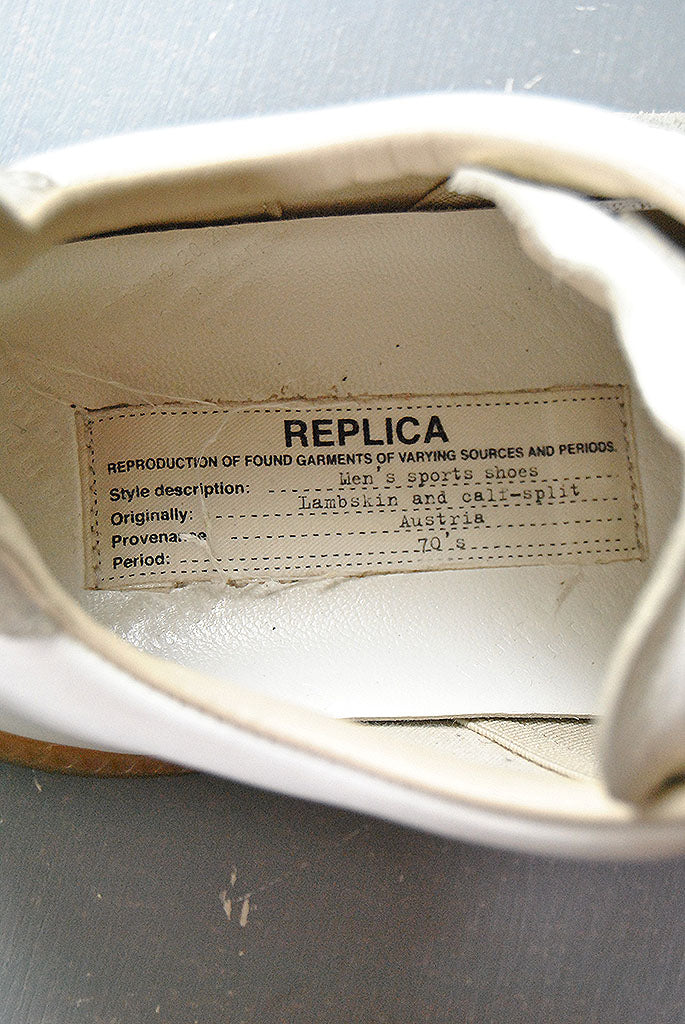 REPLICA
REPRODUCTION OF FOUND GARMENTS OF VARYING SOURCES AND PERIODS.
Style description: Men's sports shoes
Originally: Lambskin and calf-split
Provenance Austria
Period: 70's